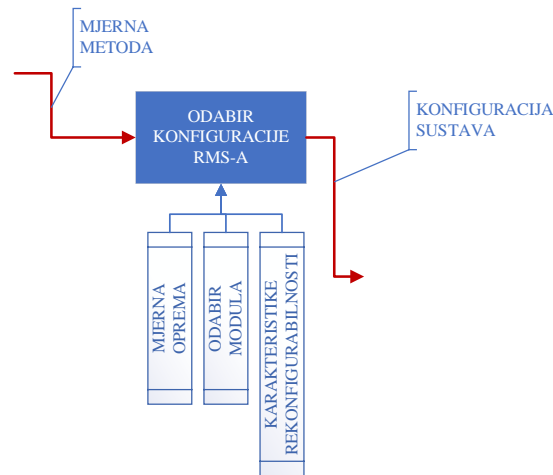 MJERNA
METODA
ODABIR
KONFIGURACIJE
RMS-A
KONFIGURACIJA
SUSTAVA
MJERNA
OPREMA
ODABIR
MODULA
KARAKTERISTIKE
REKONFIGURABILNOSTI